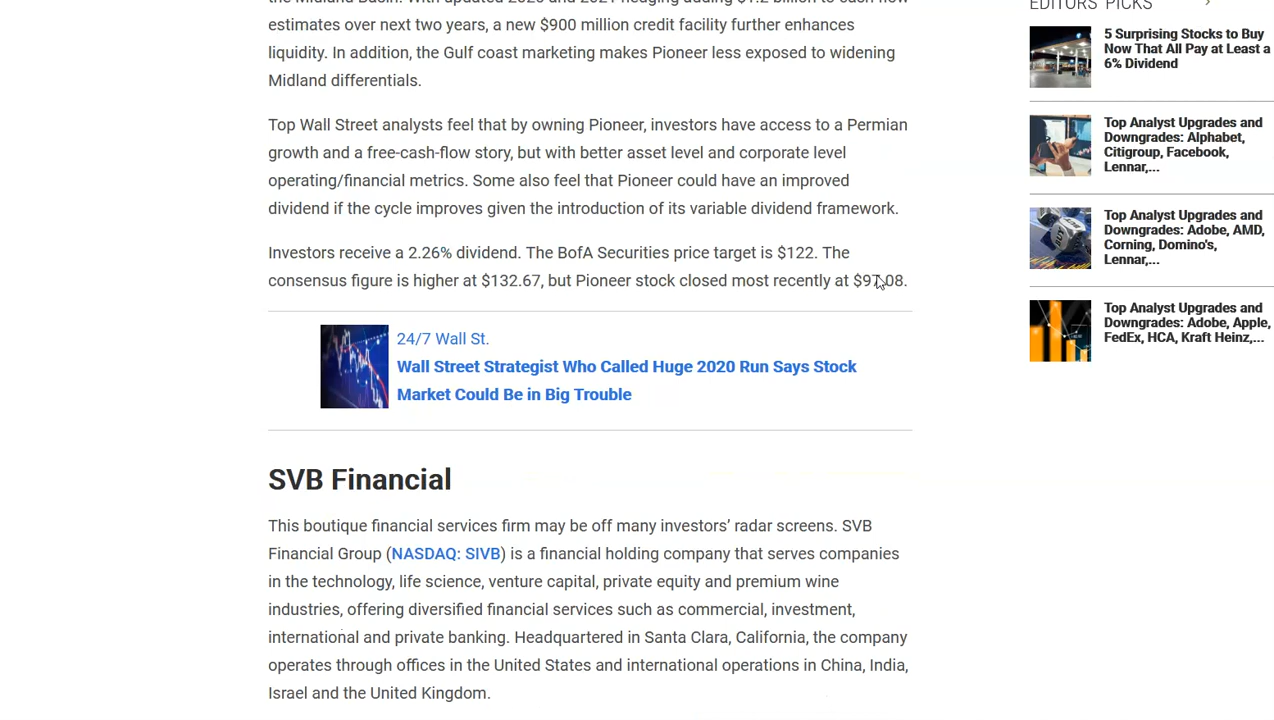 the Midland Basin. With updated 2020 and 2021 hedging adding $1.2 billion to cash flow
estimates over next two years, a new $900 million credit facility further enhances
liquidity. In addition, the Gulf coast marketing makes Pioneer less exposed to widening
Midland differentials.
Top Wall Street analysts feel that by owning Pioneer, investors have access to a Permian
growth and a free-cash-flow story, but with better asset level and corporate level
operating/financial metrics. Some also feel that Pioneer could have an improved
dividend if the cycle improves given the introduction of its variable dividend framework.
Investors receive a 2.26% dividend. The BofA Securities price target is $122. The
consensus figure is higher at $132.67, but Pioneer stock closed most recently at $97.08.
24/7 Wall St.
Wall Street Strategist Who Called Huge 2020 Run Says Stock
Market Could Be in Big Trouble
SVB Financial
This boutique financial services firm may be off many investors’ radar screens. SVB
Financial Group (NASDAQ: SIVB) is a financial holding company that serves companies
in the technology, life science, venture capital, private equity and premium wine
industries, offering diversified financial services such as commercial, investment,
international and private banking. Headquartered in Santa Clara, California, the company
operates through offices in the United States and international operations in China, India,
Israel and the United Kingdom.
EDITORS' PICKS
5 Surprising Stocks to Buy
Now That All Pay at Least a
6% Dividend
Top Analyst Upgrades and
Downgrades: Alphabet,
Citigroup, Facebook,
Lennar,...
Top Analyst Upgrades and
Downgrades: Adobe, AMD,
Corning, Domino’s,
Lennar,...
Top Analyst Upgrades and
Downgrades: Adobe, Apple,
FedEx, HCA, Kraft Heinz,...